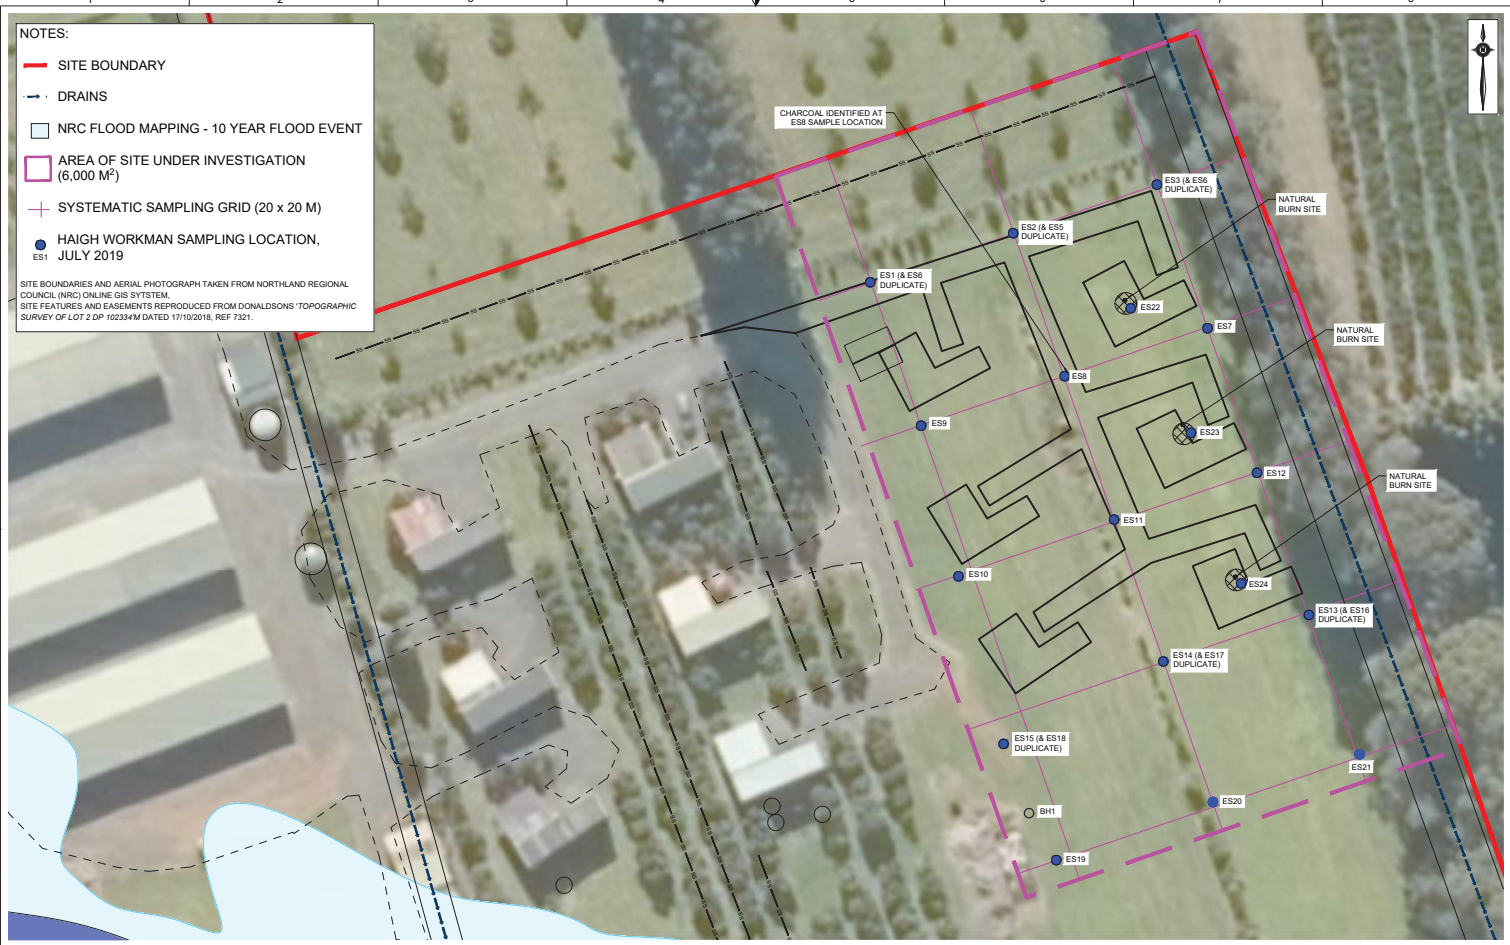 NOTES:
SITE BOUNDARY
DRAINS
NRC FLOOD MAPPING - 10 YEAR FLOOD EVENT
AREA OF SITE UNDER INVESTIGATION
(6,000 M²)
SYSTEMATIC SAMPLING GRID (20 x 20 M)
HAIGH WORKMAN SAMPLING LOCATION,
ES1 JULY 2019
SITE BOUNDARIES AND AERIAL PHOTOGRAPH TAKEN FROM NORTHLAND REGIONAL
COUNCIL (NRC) ONLINE GIS SYTSTEM,
SITE FEATURES AND EASEMENTS REPRODUCED FROM DONALDSONS 'TOPOGRAPHIC
SURVEY OF LOT 2 DP 102334'M DATED 17/10/2018, REF 7321.
CHARCOAL IDENTIFIED AT
ES8 SAMPLE LOCATION
ES3 (& ES6
DUPLICATE)
NATURAL
BURN SITE
ES2 (& ES5
DUPLICATE)
ES1 (& ES6
DUPLICATE)
ES22
ES7
NATURAL
BURN SITE
ES8
ES9
ES23
ES12
NATURAL
BURN SITE
ES11
ES10
ES24
ES13 (& ES16
DUPLICATE)
ES14 (& ES17
DUPLICATE)
ES15 (& ES18
DUPLICATE)
ES21
ES20
BH1
ES19